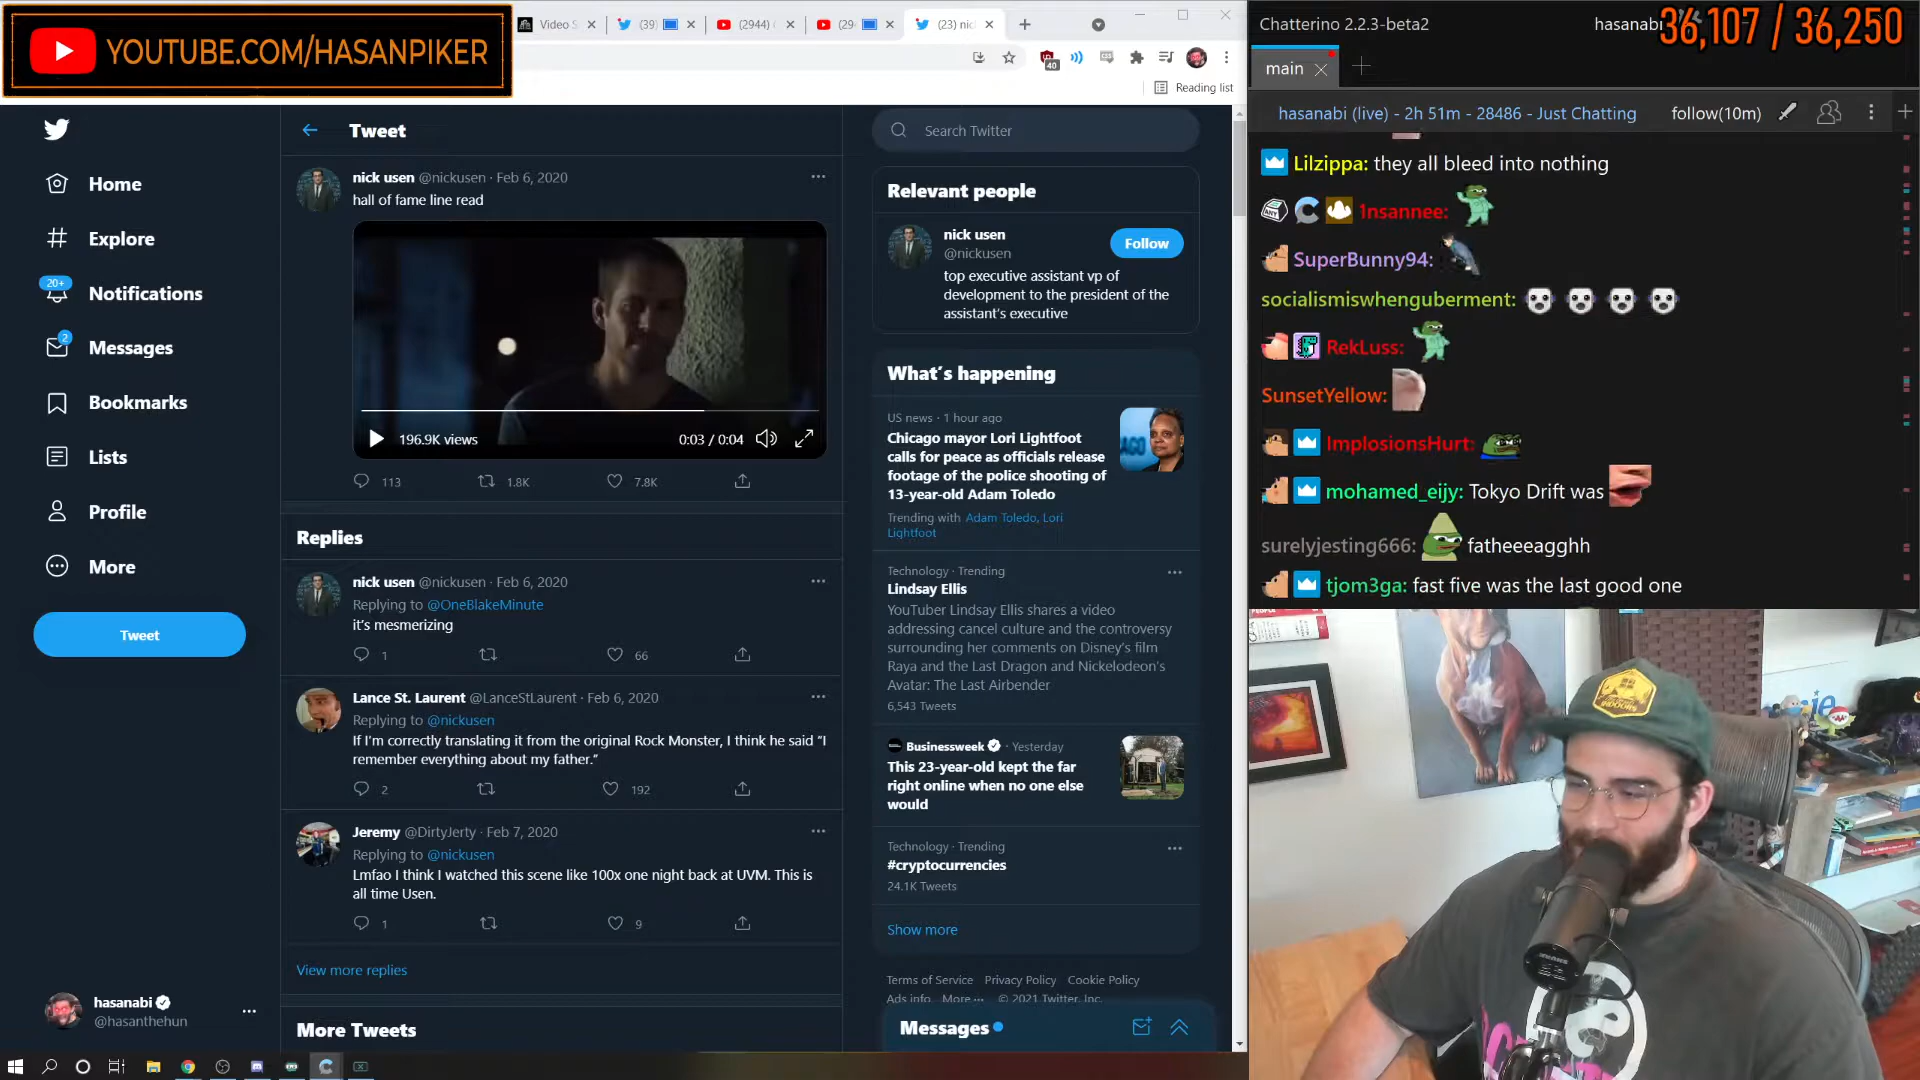 YOUTUBE.COM/HASANPIKER
Video S
(39)
(2944)
(29
(23) nic
40
Reading list
Home
Explore
20+
Notifications
2
Messages
Bookmarks
Lists
Profile
More
Tweet
hasanabi
@hasanthehun
Tweet
nick usen @nickusen · Feb 6, 2020
hall of fame line read
196.9K views
0:03 / 0:04
113
1.8K
7.8K
Replies
nick usen @nickusen · Feb 6, 2020
Replying to @OneBlakeMinute
it's mesmerizing
1
66
Lance St. Laurent @LanceStLaurent · Feb 6, 2020
Replying to @nickusen
If I'm correctly translating it from the original Rock Monster, I think he said “I
remember everything about my father.”
2
192
Jeremy @DirtyJerty · Feb 7, 2020
Replying to @nickusen
Lmfao I think I watched this scene like 100x one night back at UVM. This is
all time Usen.
1
9
View more replies
More Tweets
Search Twitter
Relevant people
nick usen
@nickusen
Follow
top executive assistant vp of
development to the president of the
assistant's executive
What's happening
US news · 1 hour ago
Chicago mayor Lori Lightfoot
calls for peace as officials release
footage of the police shooting of
13-year-old Adam Toledo
Trending with Adam Toledo, Lori
Lightfoot
Technology · Trending
Lindsay Ellis
YouTuber Lindsay Ellis shares a video
addressing cancel culture and the controversy
surrounding her comments on Disney's film
Raya and the Last Dragon and Nickelodeon's
Avatar: The Last Airbender
6,543 Tweets
Businessweek · Yesterday
This 23-year-old kept the far
right online when no one else
would
Technology · Trending
#cryptocurrencies
24.1K Tweets
Show more
Terms of Service Privacy Policy Cookie Policy
Ads info More ··· © 2021 Twitter, Inc.
Messages
Chatterino 2.2.3-beta2
hasanabi
36,107 / 36,250
main
hasanabi (live) - 2h 51m - 28486 - Just Chatting
follow(10m)
Lilzippa: they all bleed into nothing
1nsannee:
SuperBunny94:
socialismiswhenguberment:
RekLuss:
SunsetYellow:
ImplosionsHurt:
mohamed_eijy: Tokyo Drift was
surelyjesting666: fatheeeagghh
tjom3ga: fast five was the last good one